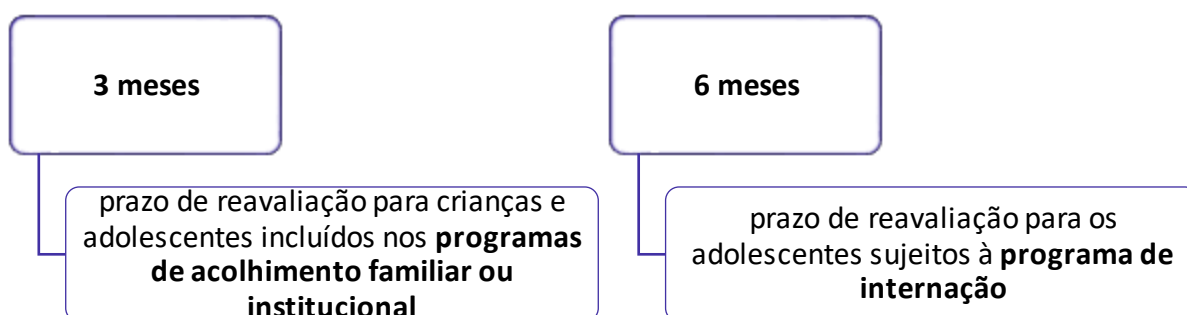 3 meses
prazo de reavaliação para crianças e
adolescentes incluídos nos programas
de acolhimento familiar ou
institucional
6 meses
prazo de reavaliação para os
adolescentes sujeitos à programa de
internação